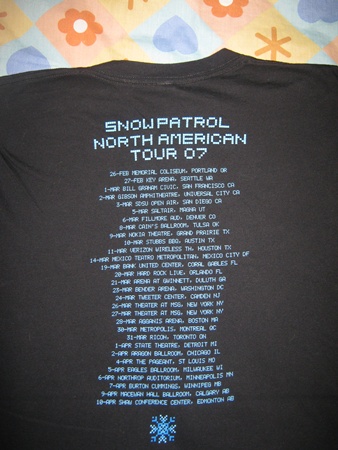 SNOW PATROL
NORTH AMERICAN
TOUR 07
26-FEB MEMORIAL COLISEUM, PORTLAND OR
27-FEB KEY ARENA, SEATTLE WA
1-MAR BILL GRAHAM CIVIC, SAN FRANCISCO CA
2-MAR GIBSON AMPHITHEATRE, UNIVERSAL CITY CA
3-MAR SDSU OPEN AIR, SAN DIEGO CA
5-MAR SALTAIR, MAGNA UT
6-MAR FILLMORE AUD, DENVER CO
8-MAR CAIN'S BALLROOM, TULSA OK
9-MAR NOKIA THEATRE, GRAND PRAIRIE TX
10-MAR STUBBS BBQ, AUSTIN TX
11-MAR VERIZON WIRELESS TH, HOUSTON TX
14-MAR MEXICO TEATRO METROPOLITAN, MEXICO CITY DF
19-MAR BANK UNITED CENTER, CORAL GABLES FL
20-MAR HARD ROCK LIVE, ORLANDO FL
21-MAR ARENA AT GWINNETT, DULUTH GA
23-MAR BENDER ARENA, WASHINGTON DC
24-MAR TWEETER CENTER, CAMDEN NJ
26-MAR THEATER AT MSG, NEW YORK NY
27-MAR THEATER AT MSG, NEW YORK NY
28-MAR AGGANIS ARENA, BOSTON MA
30-MAR METROPOLIS, MONTREAL QC
31-MAR RICOH, TORONTO ON
1-APR STATE THEATRE, DETROIT MI
2-APR ARAGON BALLROOM, CHICAGO IL
4-APR THE PAGEANT, ST LOUIS MO
5-APR EAGLES BALLROOM, MILWAUKEE WI
6-APR NORTHROP AUDITORIUM, MINNEAPOLIS MN
7-APR BURTON CUMMINGS, WINNIPEG MB
9-APR MACEWAN HALL BALLROOM, CALGARY AB
10-APR SHAW CONFERENCE CENTER, EDMONTON AB